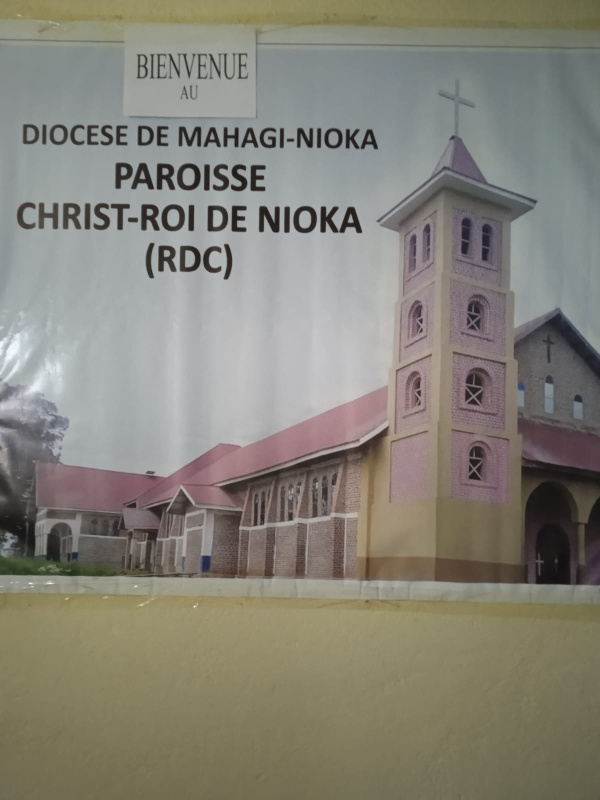 BIENVENUE
AU
DIOCESE DE MAHAGI-NIOKA
PAROISSE
CHRIST-ROI DE NIOKA
(RDC)